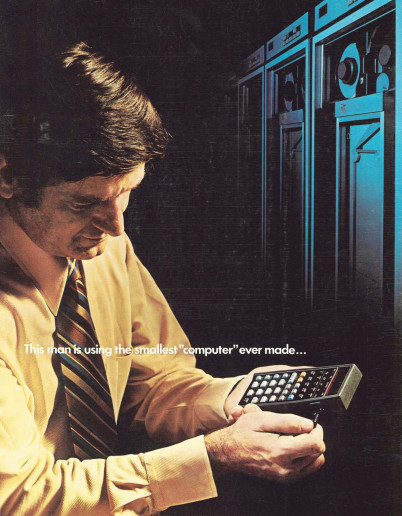 This man is using the smallest "computer" ever made...